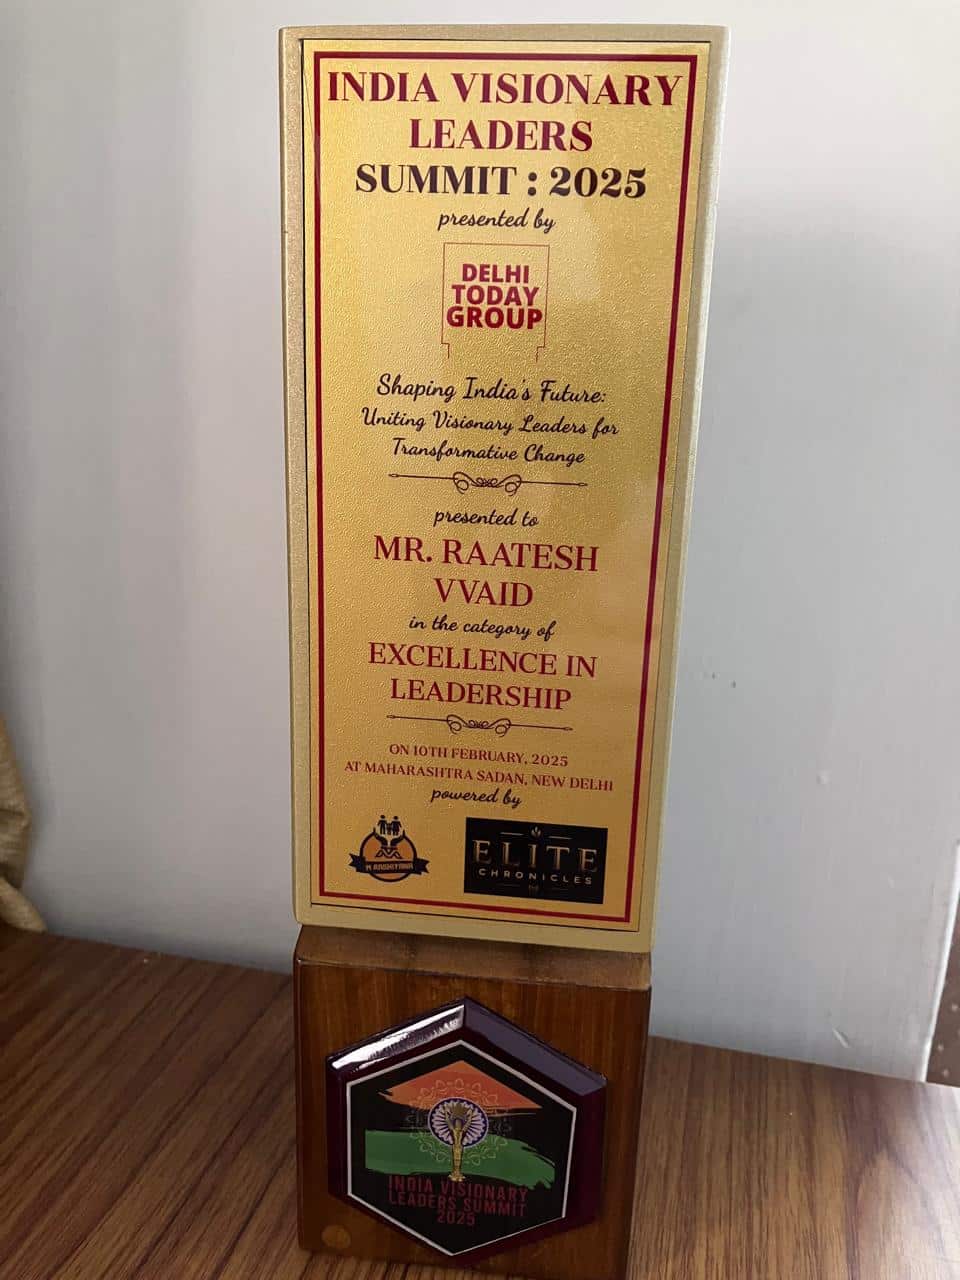 INDIA VISIONARY
LEADERS
SUMMIT : 2025
presented by
DELHI
TODAY
GROUP
Shaping India's Future:
Uniting Visionary Leaders for
Transformative Change
presented to
MR. RAATESH
VVAID
in the category of
EXCELLENCE IN
LEADERSHIP
ON 10TH FEBRUARY, 2025
AT MAHARASHTRA SADAN, NEW DELHI
powered by
M AASHIYANA
ELITE
CHRONICLES
INDIA VISIONARY
LEADERS SUMMIT
2025